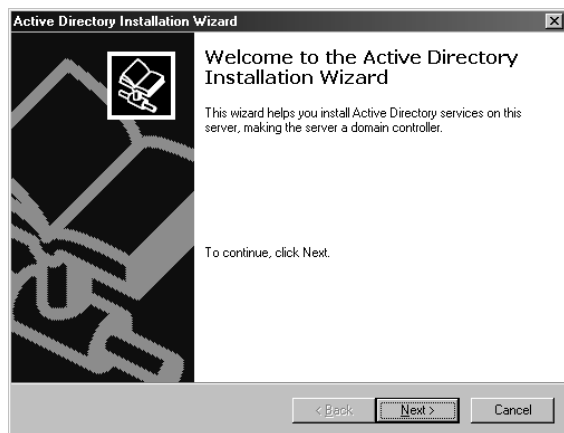 Active Directory Installation Wizard
Welcome to the Active Directory
Installation Wizard
This wizard helps you install Active Directory services on this
server, making the server a domain controller.
To continue, click Next.
< Back Next > Cancel